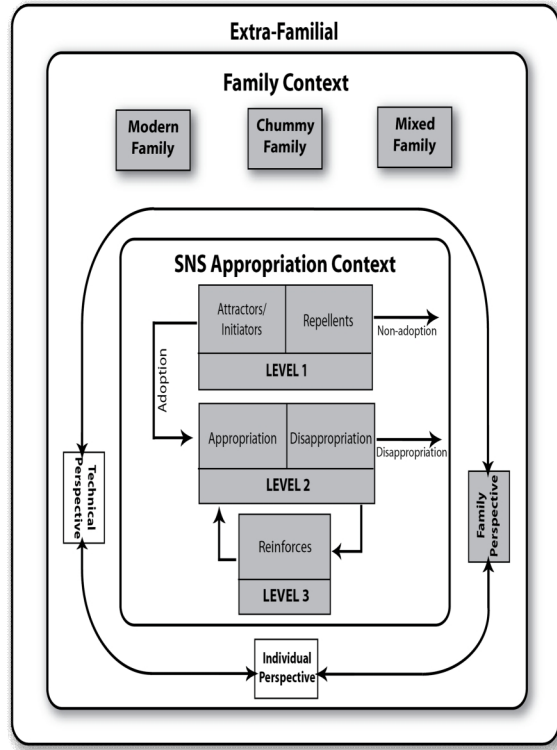 Extra-Familial
Family Context
Modern
Family
Chummy
Family
Mixed
Family
SNS Appropriation Context
Attractors/
Initiators
Repellents
Non-adoption
LEVEL 1
Adoption
Appropriation
Disappropriation
Disappropriation
LEVEL 2
Reinforces
LEVEL 3
Technical
Perspective
Family
Perspective
Individual
Perspective